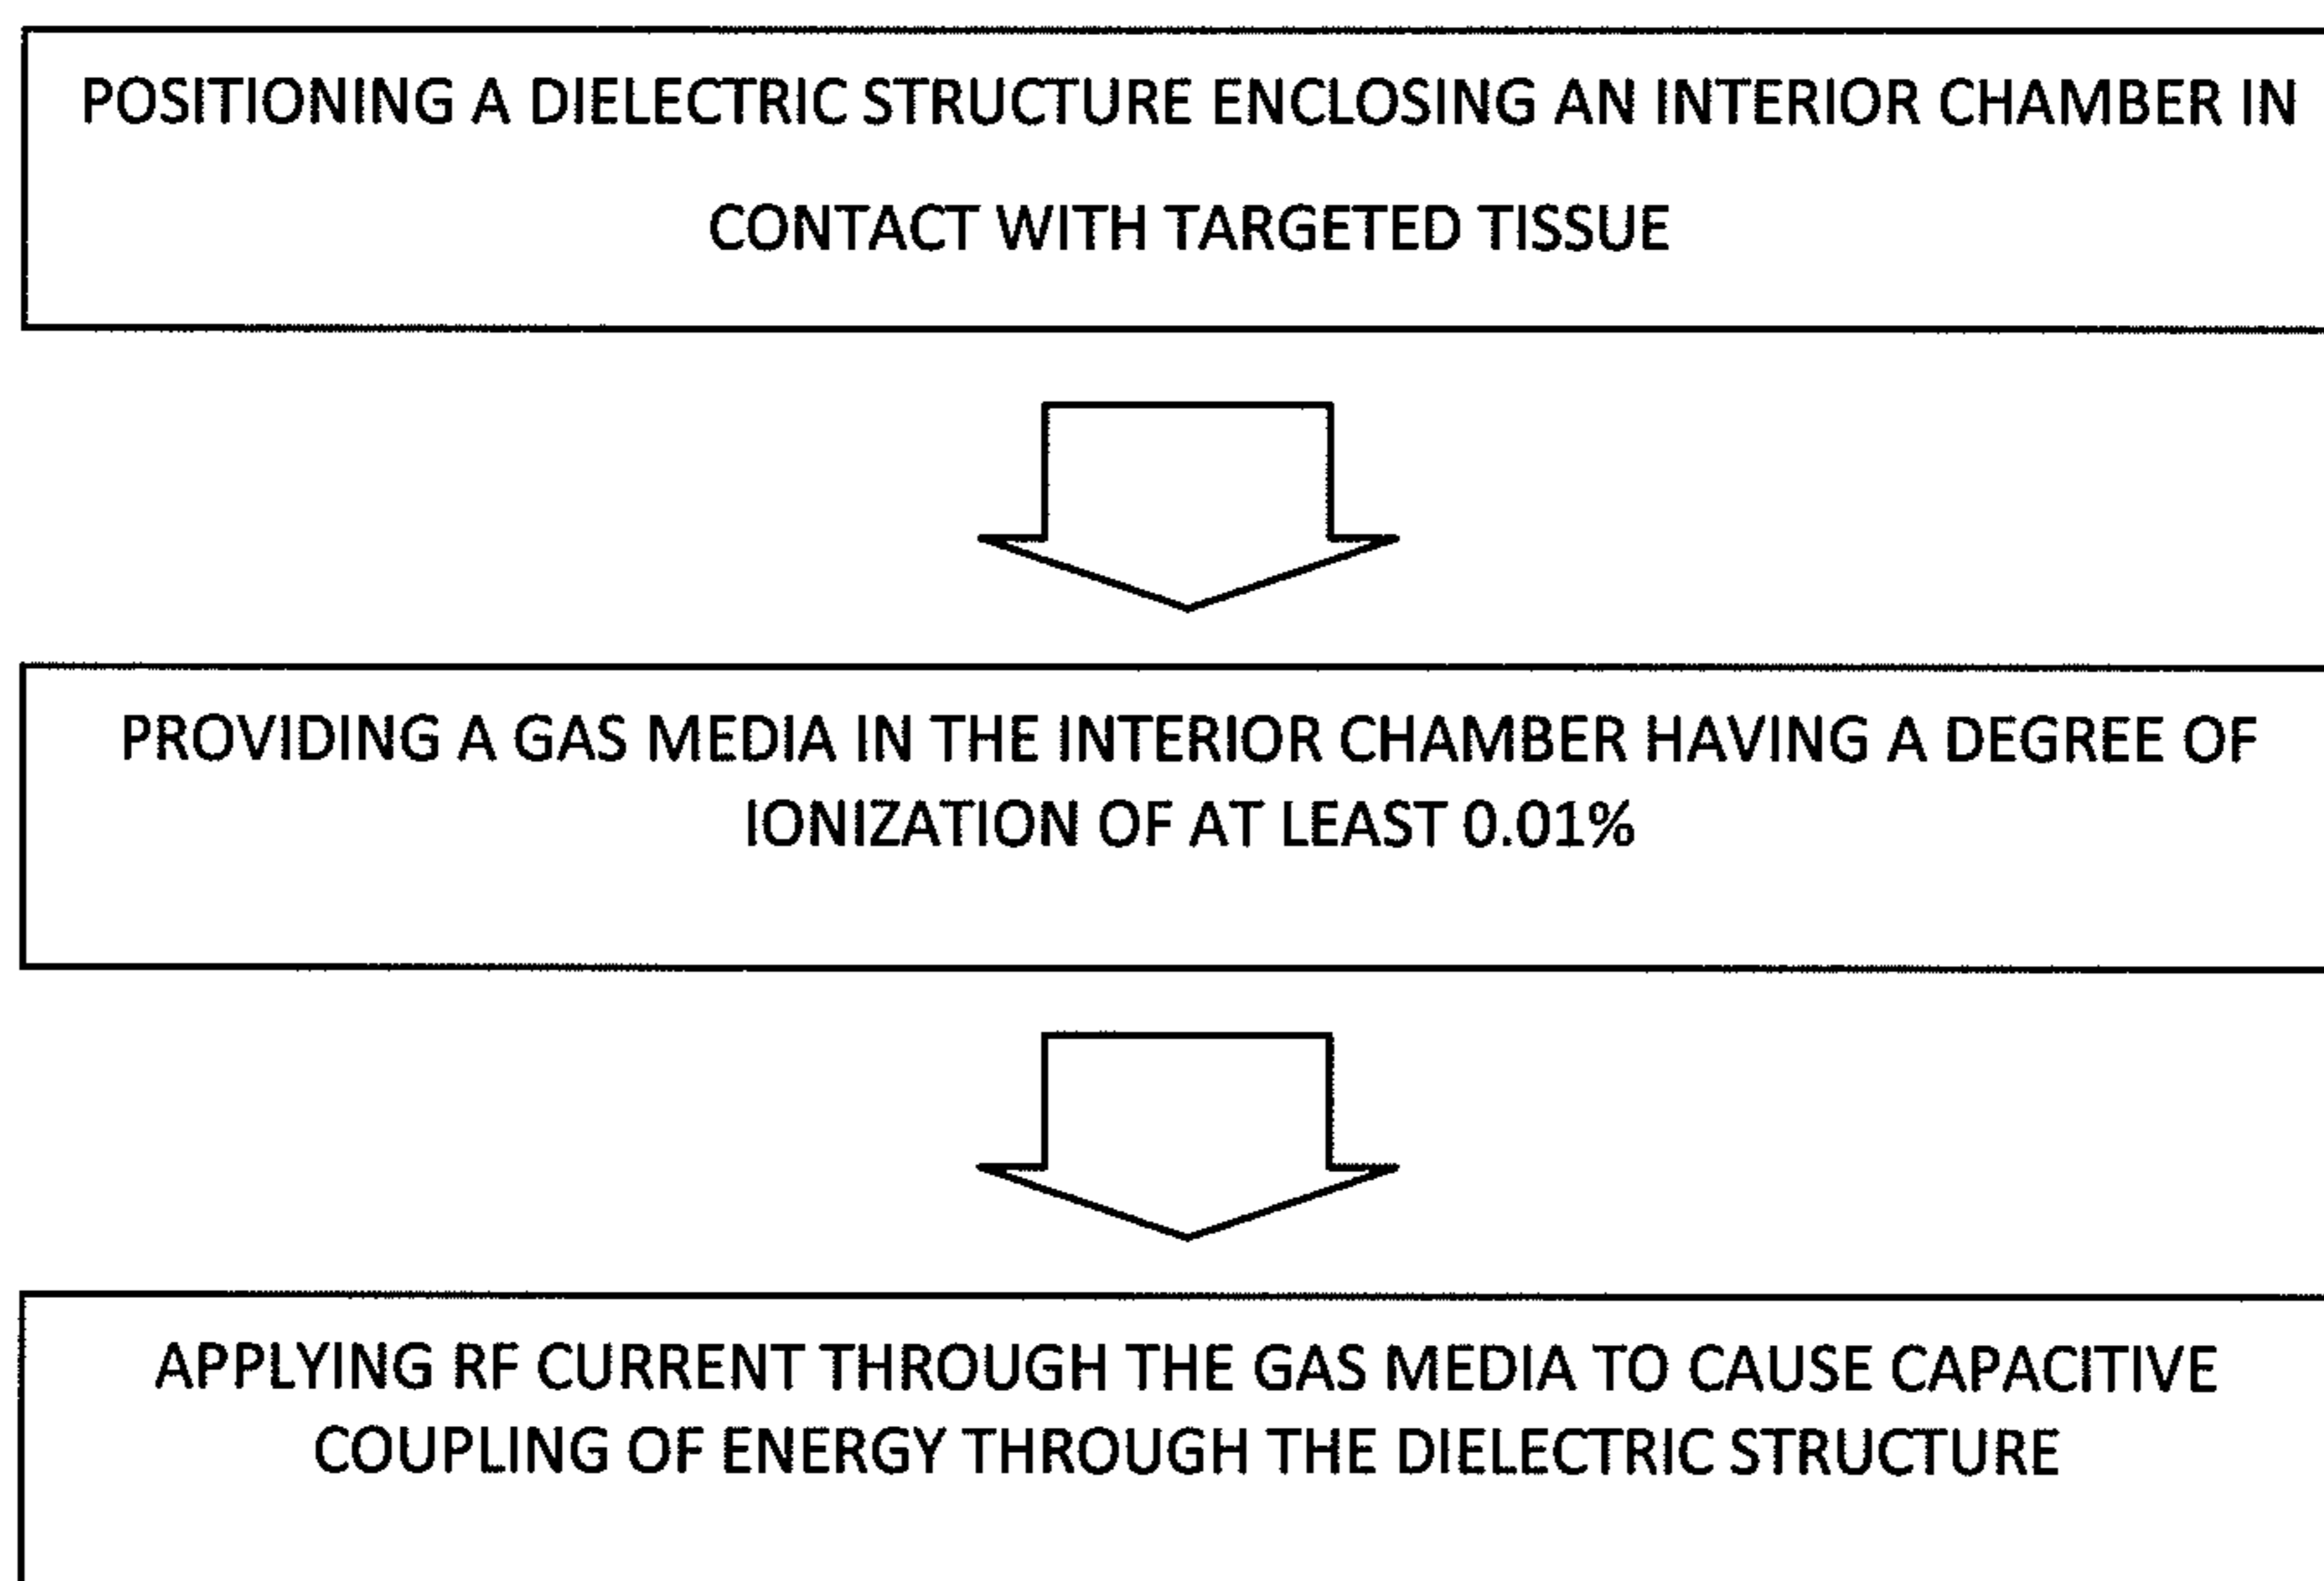 POSITIONING A DIELECTRIC STRUCTURE ENCLOSING AN INTERIOR CHAMBER IN
CONTACT WITH TARGETED TISSUE
PROVIDING A GAS MEDIA IN THE INTERIOR CHAMBER HAVING A DEGREE OF
IONIZATION OF AT LEAST 0.01%
APPLYING RF CURRENT THROUGH THE GAS MEDIA TO CAUSE CAPACITIVE
COUPLING OF ENERGY THROUGH THE DIELECTRIC STRUCTURE